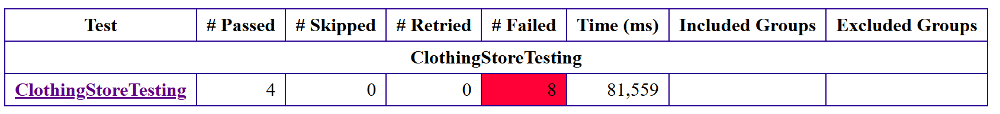 Test # Passed # Skipped # Retried # Failed Time (ms) Included Groups Excluded Groups
ClothingStoreTesting
ClothingStoreTesting 4 0 0 8 81,559